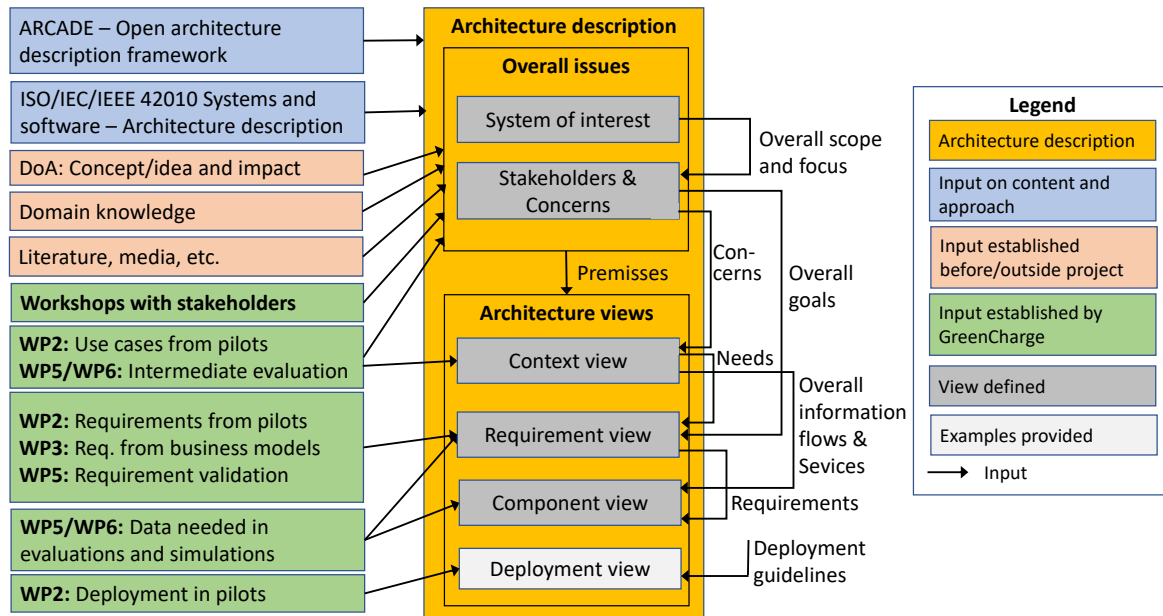 ARCADE – Open architecture
description framework
ISO/IEC/IEEE 42010 Systems and
software – Architecture description
DoA: Concept/idea and impact
Domain knowledge
Literature, media, etc.
Workshops with stakeholders
WP2: Use cases from pilots
WP5/WP6: Intermediate evaluation
WP2: Requirements from pilots
WP3: Req. from business models
WP5: Requirement validation
WP5/WP6: Data needed in
evaluations and simulations
WP2: Deployment in pilots
Architecture description
Overall issues
System of interest
Stakeholders &
Concerns
Premisses
Architecture views
Context view
Requirement view
Component view
Deployment view
Overall scope
and focus
Con-
cerns
Overall
goals
Needs
Overall
information
flows &
Sevices
Requirements
Deployment
guidelines
Legend
Architecture description
Input on content and
approach
Input established
before/outside project
Input established by
GreenCharge
View defined
Examples provided
Input